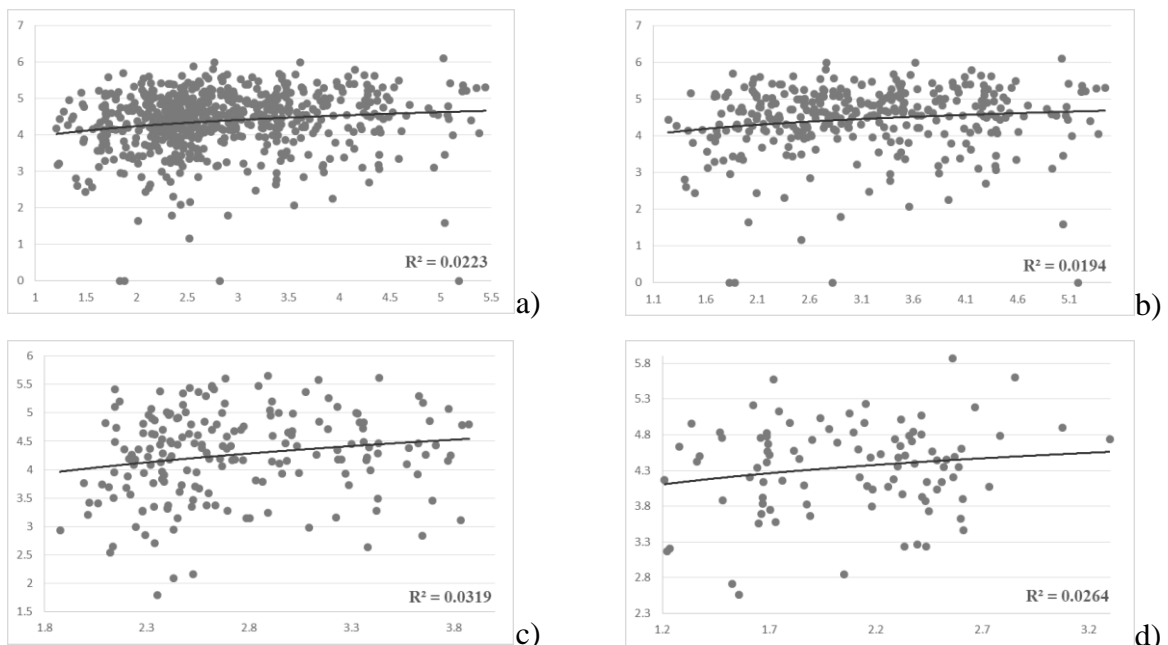 7
6
5
4
3
2
1
0
R² = 0.0223
1 1.5 2 2.5 3 3.5 4 4.5 5 5.5
a)
7
6
5
4
3
2
1
0
R² = 0.0194
1.1 1.6 2.1 2.6 3.1 3.6 4.1 4.6 5.1
b)
6
5.5
5
4.5
4
3.5
3
2.5
2
1.5
R² = 0.0319
1.8 2.3 2.8 3.3 3.8
c)
5.8
5.3
4.8
4.3
3.8
3.3
2.8
2.3
R² = 0.0264
1.2 1.7 2.2 2.7 3.2
d)